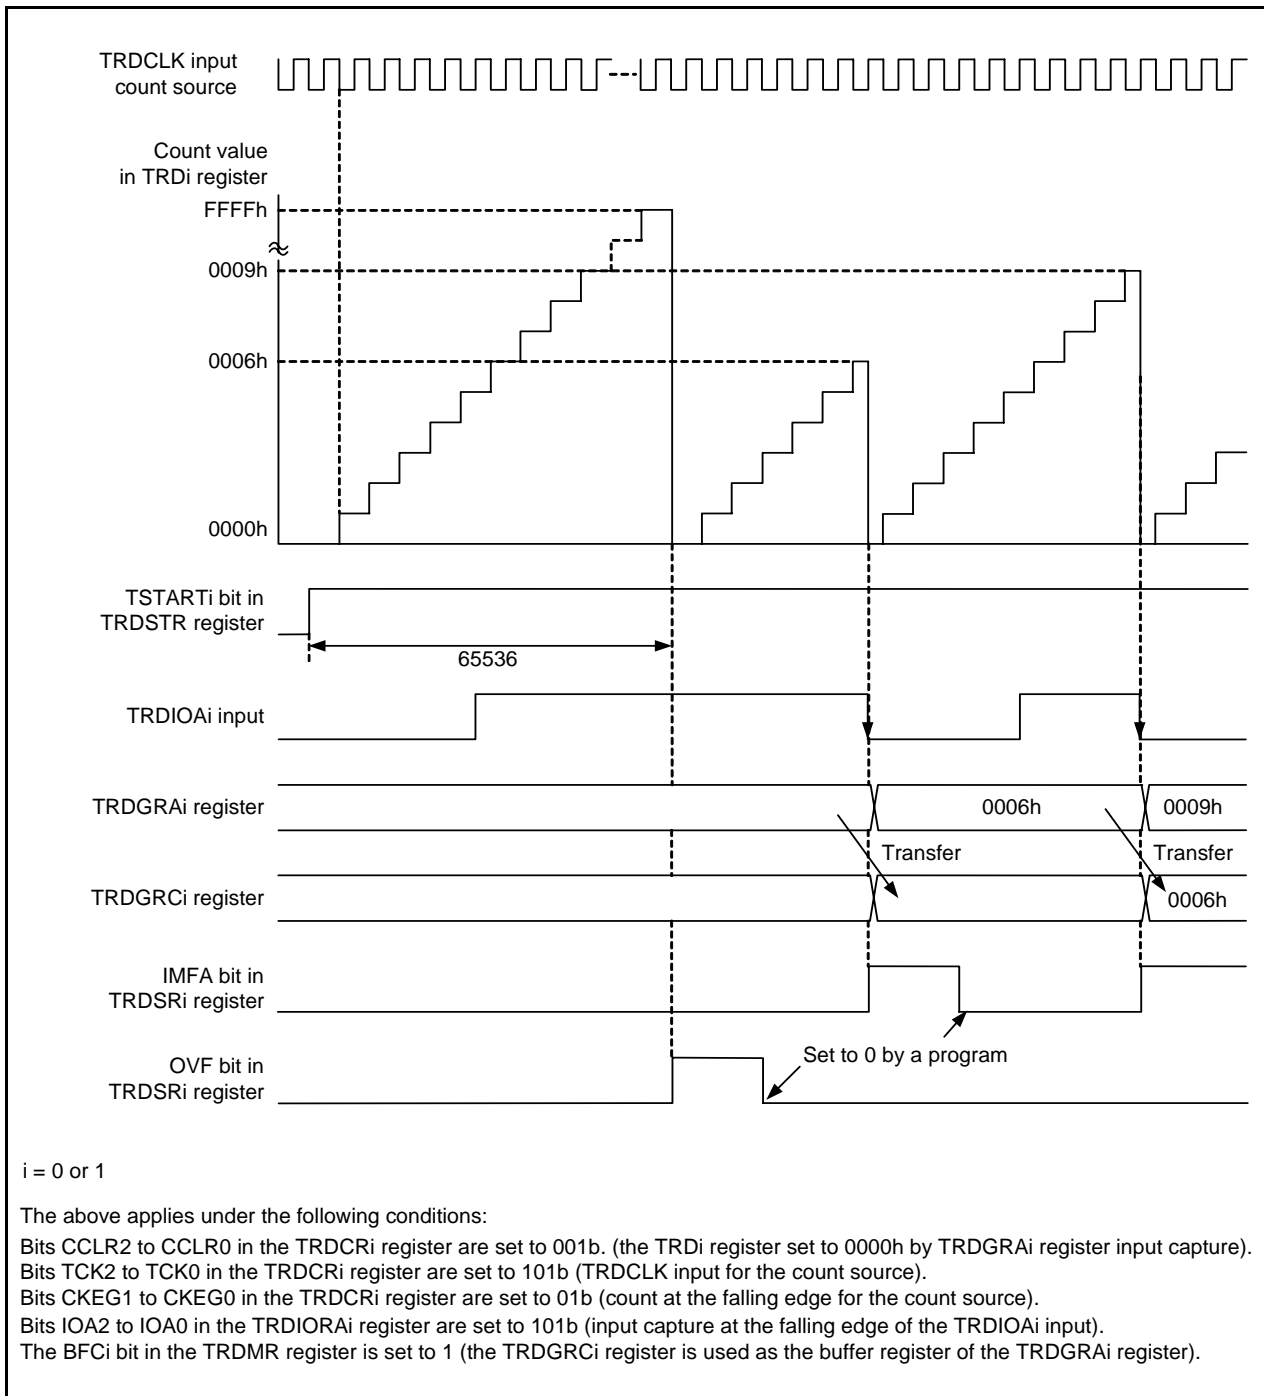 TRDCLK input
count source
Count value
in TRDi register
FFFFh
0009h
0006h
0000h
TSTARTi bit in
TRDSTR register
65536
TRDIOAi input
TRDGRAi register
0006h
0009h
Transfer
Transfer
TRDGRCi register
0006h
IMFA bit in
TRDSRi register
Set to 0 by a program
OVF bit in
TRDSRi register
i = 0 or 1
The above applies under the following conditions:
Bits CCLR2 to CCLR0 in the TRDCRi register are set to 001b. (the TRDi register set to 0000h by TRDGRAi register input capture).
Bits TCK2 to TCK0 in the TRDCRi register are set to 101b (TRDCLK input for the count source).
Bits CKEG1 to CKEG0 in the TRDCRi register are set to 01b (count at the falling edge for the count source).
Bits IOA2 to IOA0 in the TRDIORAi register are set to 101b (input capture at the falling edge of the TRDIOAi input).
The BFCi bit in the TRDMR register is set to 1 (the TRDGRCi register is used as the buffer register of the TRDGRAi register).